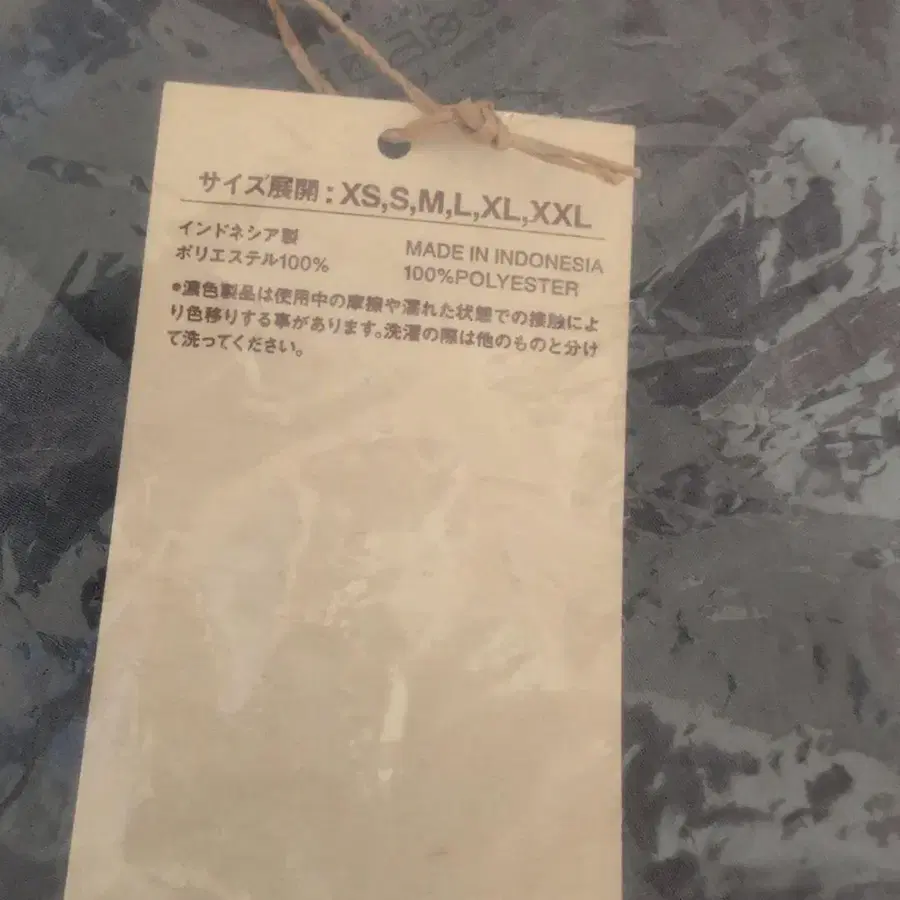 サイズ展開：XS,S,M,L,XL,XXL
インドネシア製
ポリエステル100%
MADE IN INDONESIA
100%POLYESTER
●濃色製品は使用中の摩擦や濡れた状態での接触によ
り色移りする事があります。洗濯の際は他のものと分け
て洗ってください。